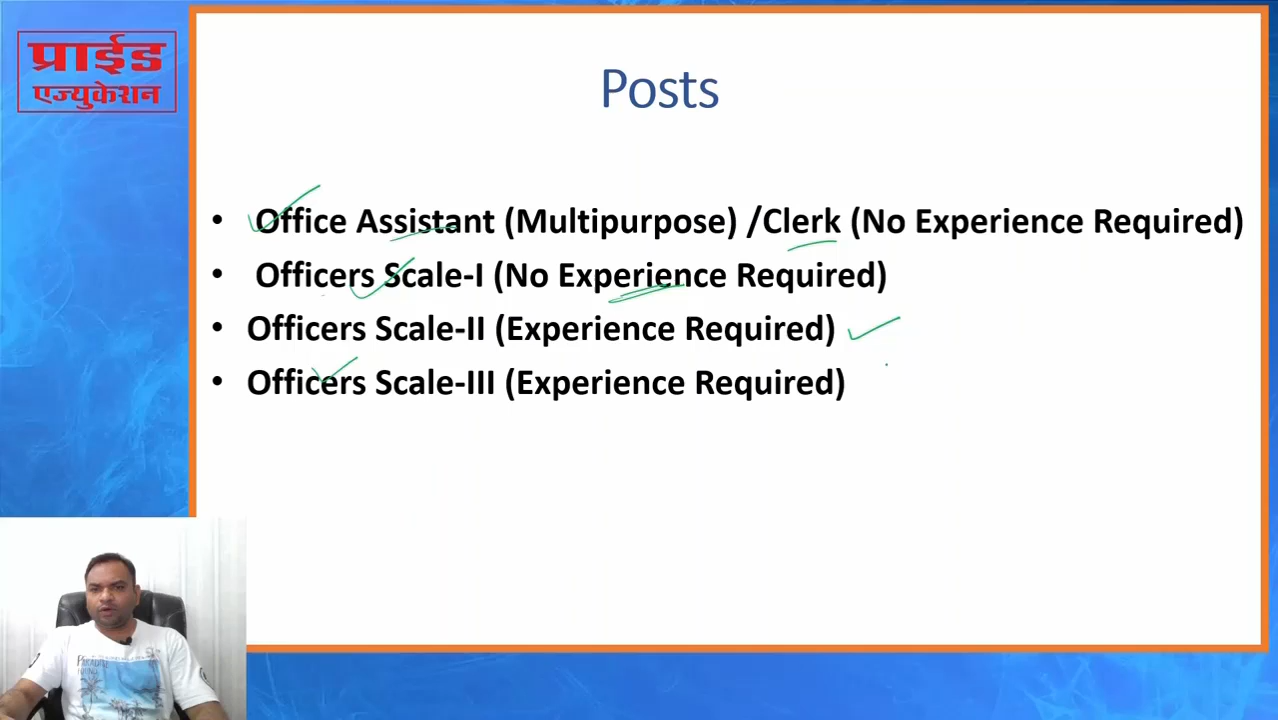 प्राईड
एज्युकेशन
Posts
• Office Assistant (Multipurpose) /Clerk (No Experience Required)
• Officers Scale-I (No Experience Required)
• Officers Scale-II (Experience Required)
• Officers Scale-III (Experience Required)